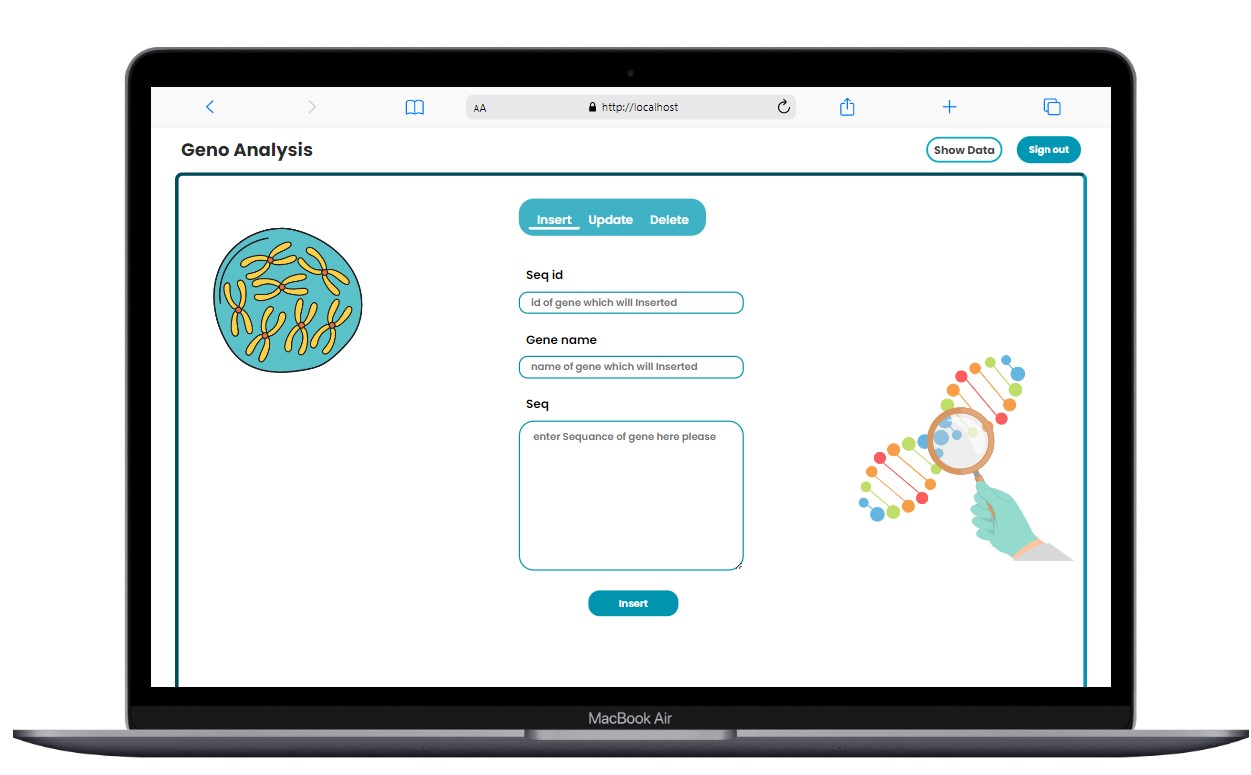 AA http://localhost
Geno Analysis
Show Data
Sign out
Insert Update Delete
Seq id
id of gene which will Inserted
Gene name
name of gene which will Inserted
Seq
enter Sequance of gene here please
Insert
MacBook Air